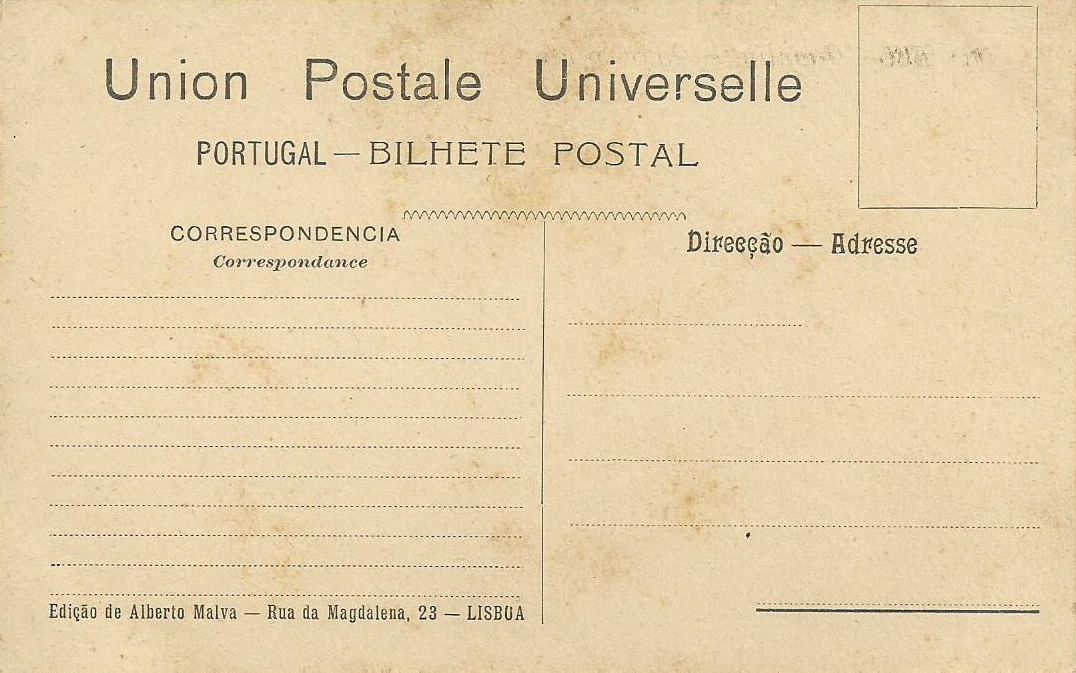 Union Postale Universelle
PORTUGAL — BILHETE POSTAL
CORRESPONDENCIA
Correspondance
Direcção — Adresse
Edição de Alberto Malva — Rua da Magdalena, 23 — LISBOA